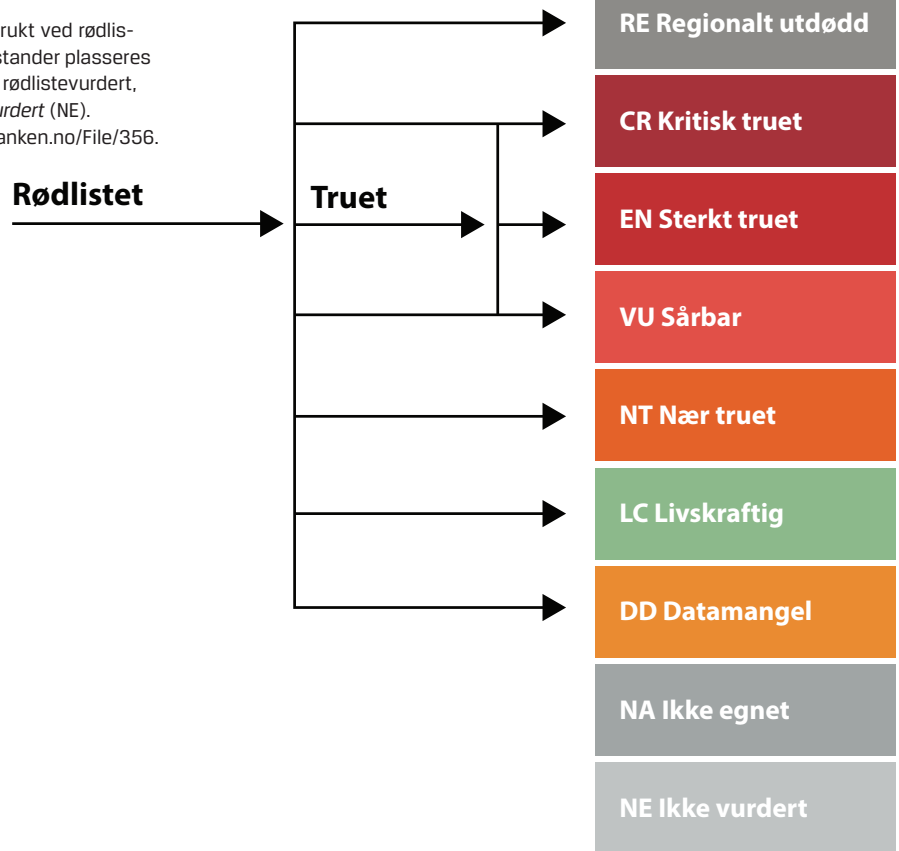 rukt ved rødlis-
stander plasseres
rødlistevurdert,
urdert (NE).
anken.no/File/356.
Rødlistet
Truet
RE Regionalt utdødd
CR Kritisk truet
EN Sterkt truet
VU Sårbar
NT Nær truet
LC Livskraftig
DD Datamangel
NA Ikke egnet
NE Ikke vurdert